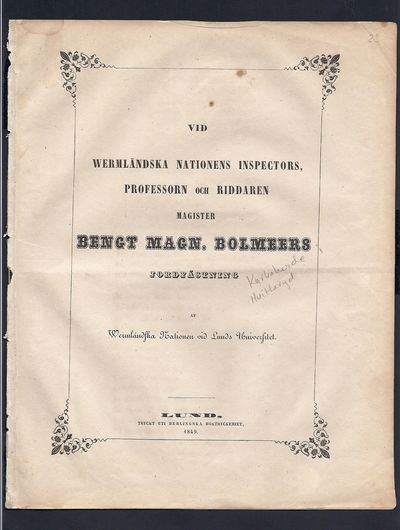 VID
WERMLÄNDSKA NATIONENS INSPECTORS,
PROFESSORN OCH RIDDAREN
MAGISTER
BENGT MAGN. BOLMEERS
JORDFÄSTNING
AF
Wermländska Nationen vid Lunds Universitet.
LUND.
TRYCKT UTI BERLINGSKA BOKTRYCKERIET,
1849.